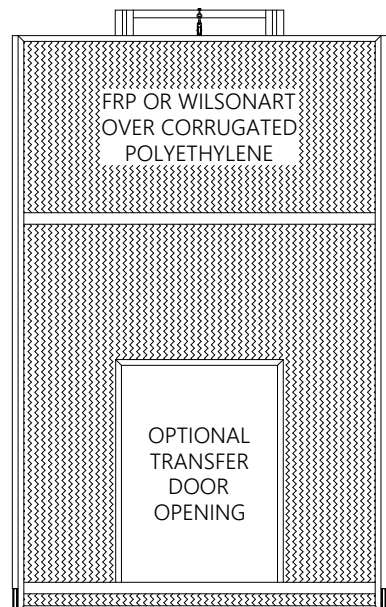 FRP OR WILSONART
OVER CORRUGATED
POLYETHYLENE
OPTIONAL
TRANSFER
DOOR
OPENING